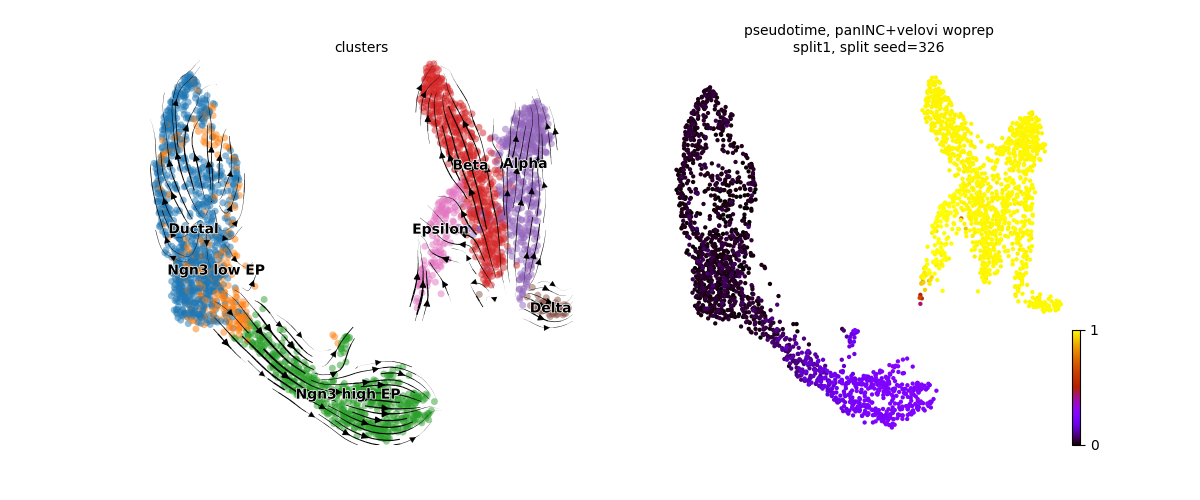 clusters
pseudotime, panINC+velovi woprep
split1, split seed=326
Beta
Alpha
Ductal
Epsilon
Ngn3 low EP
Delta
Ngn3 high EP
1
0